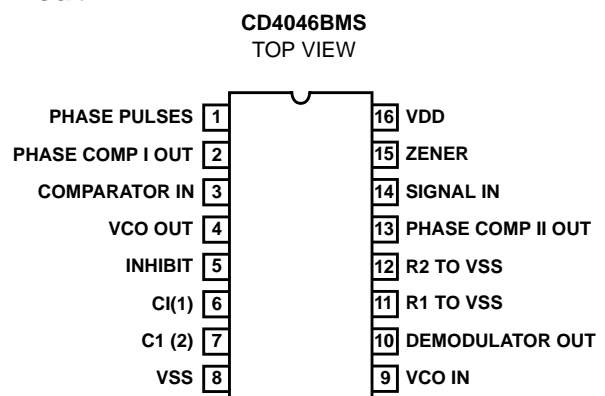 CD4046BMS
TOP VIEW
PHASE PULSES 1 16 VDD
PHASE COMP I OUT 2 15 ZENER
COMPARATOR IN 3 14 SIGNAL IN
VCO OUT 4 13 PHASE COMP II OUT
INHIBIT 5 12 R2 TO VSS
CI(1) 6 11 R1 TO VSS
C1 (2) 7 10 DEMODULATOR OUT
VSS 8 9 VCO IN